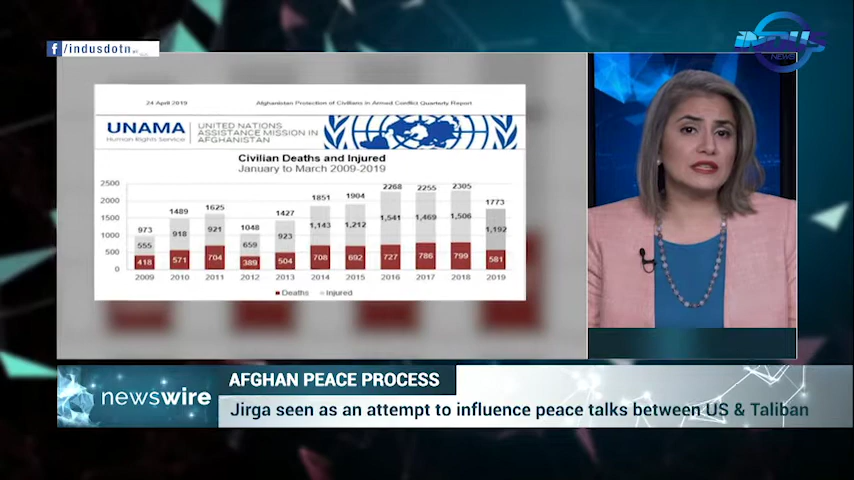 /indusdotn
INDUS
NEWS
24 April 2019
Afghanistan Protection of Civilians in Armed Conflict Quarterly Report
UNAMA
Human Rights Service
UNITED NATIONS
ASSISTANCE MISSION IN
AFGHANISTAN
Civilian Deaths and Injured
January to March 2009-2019
2500
2000
1500
1000
500
0
973 1489 1625 1048 1427 1851 1904 2268 2255 2305 1773
555 918 921 659 923 1,143 1,212 1,541 1,469 1,506 1,192
418 571 704 389 504 708 692 727 786 799 581
2009 2010 2011 2012 2013 2014 2015 2016 2017 2018 2019
Deaths Injured
newswire
AFGHAN PEACE PROCESS
Jirga seen as an attempt to influence peace talks between US & Taliban